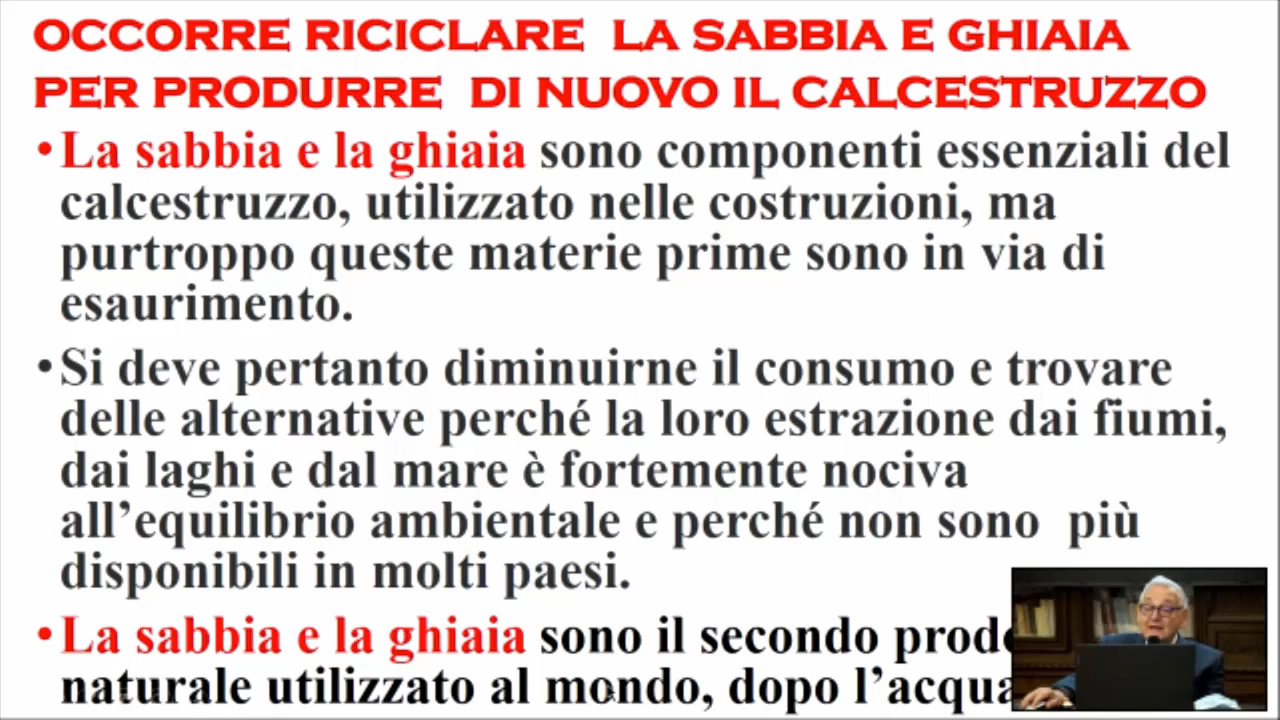 OCCORRE RICICLARE LA SABBIA E GHIAIA
PER PRODURRE DI NUOVO IL CALCESTRUZZO
•La sabbia e la ghiaia sono componenti essenziali del
calcestruzzo, utilizzato nelle costruzioni, ma
purtroppo queste materie prime sono in via di
esaurimento.
•Si deve pertanto diminuirne il consumo e trovare
delle alternative perché la loro estrazione dai fiumi,
dai laghi e dal mare è fortemente nociva
all’equilibrio ambientale e perché non sono più
disponibili in molti paesi.
•La sabbia e la ghiaia sono il secondo
naturale utilizzato al mondo, dopo l’acqua